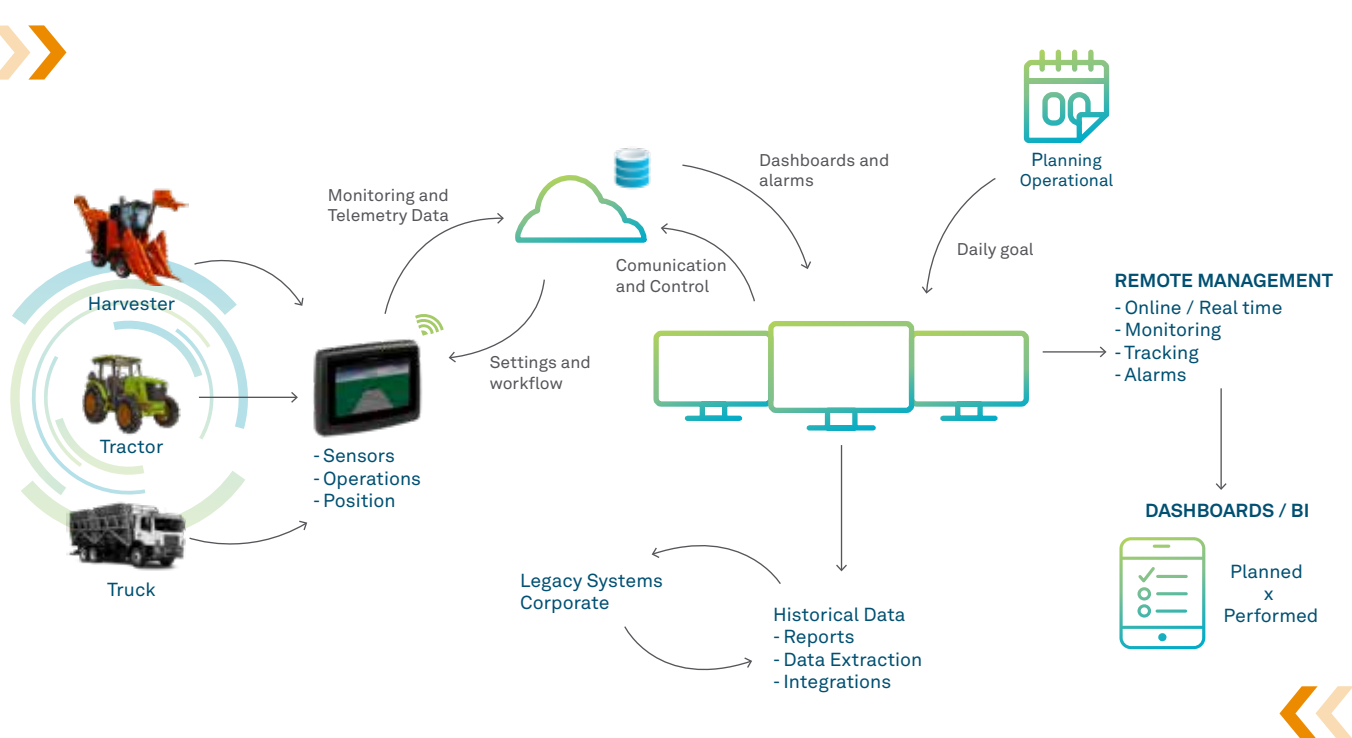 Planning
Operational
Dashboards and
alarms
Monitoring and
Telemetry Data
Daily goal
Comunication
and Control
REMOTE MANAGEMENT
- Online / Real time
- Monitoring
- Tracking
- Alarms
Harvester
Settings and
workflow
Tractor
- Sensors
- Operations
- Position
Truck
DASHBOARDS / BI
Planned
x
Performed
Legacy Systems
Corporate
Historical Data
- Reports
- Data Extraction
- Integrations